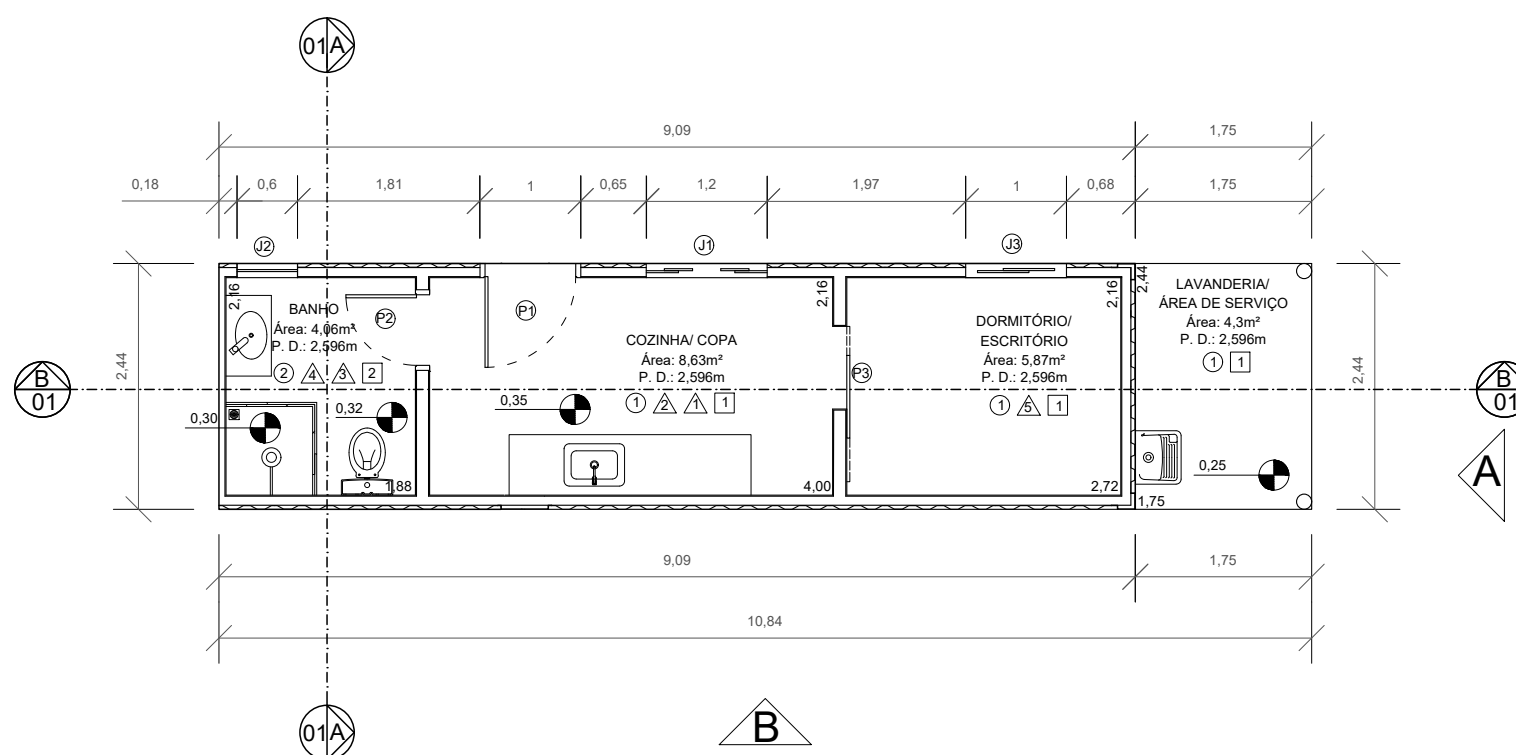 01 A
9,09
1,75
0,18
0,6
1,81
1
0,65
1,2
1,97
1
0,68
1,75
J2
J1
J3
2,44
2,16
BANHO
Área: 4,06m²
P. D.: 2,596m
2 4 3 2
P2
P1
COZINHA/ COPA
Área: 8,63m²
P. D.: 2,596m
1 2 1 1
2,16
P3
DORMITÓRIO/
ESCRITÓRIO
Área: 5,87m²
P. D.: 2,596m
1 5 1
2,16
2,44
LAVANDERIA/
ÁREA DE SERVIÇO
Área: 4,3m²
P. D.: 2,596m
1 1
2,44
B
01
B
01
0,30
0,32
0,35
0,25
A
1,88
4,00
2,72
1,75
9,09
1,75
10,84
01 A
B